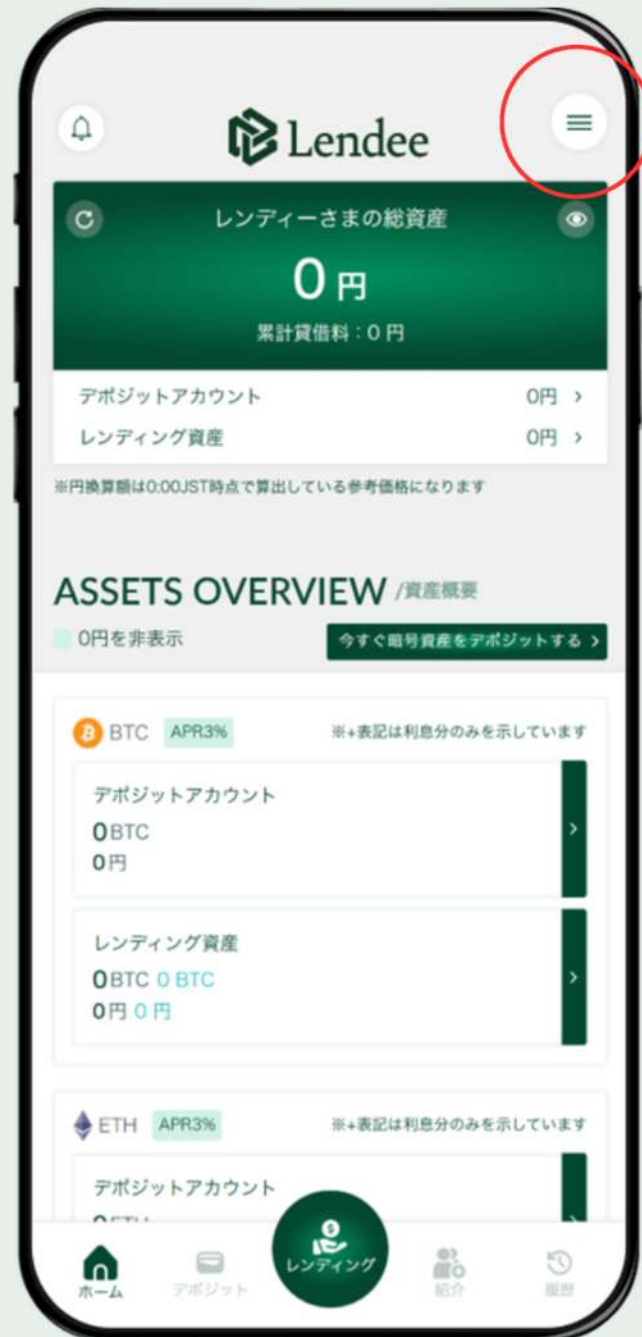 Lendee
レンディーさまの総資産
0 円
累計貸借料：0 円
デポジットアカウント 0円
レンディング資産 0円
※円換算額は0:00JST時点で算出している参考価格になります
ASSETS OVERVIEW /資産概要
0円を非表示 今すぐ暗号資産をデポジットする
BTC APR3% ※+表記は利息分のみを示しています
デポジットアカウント
0 BTC
0 円
レンディング資産
0 BTC 0 BTC
0 円 0 円
ETH APR3% ※+表記は利息分のみを示しています
デポジットアカウント
ホーム デポジット レンディング 紹介 履歴